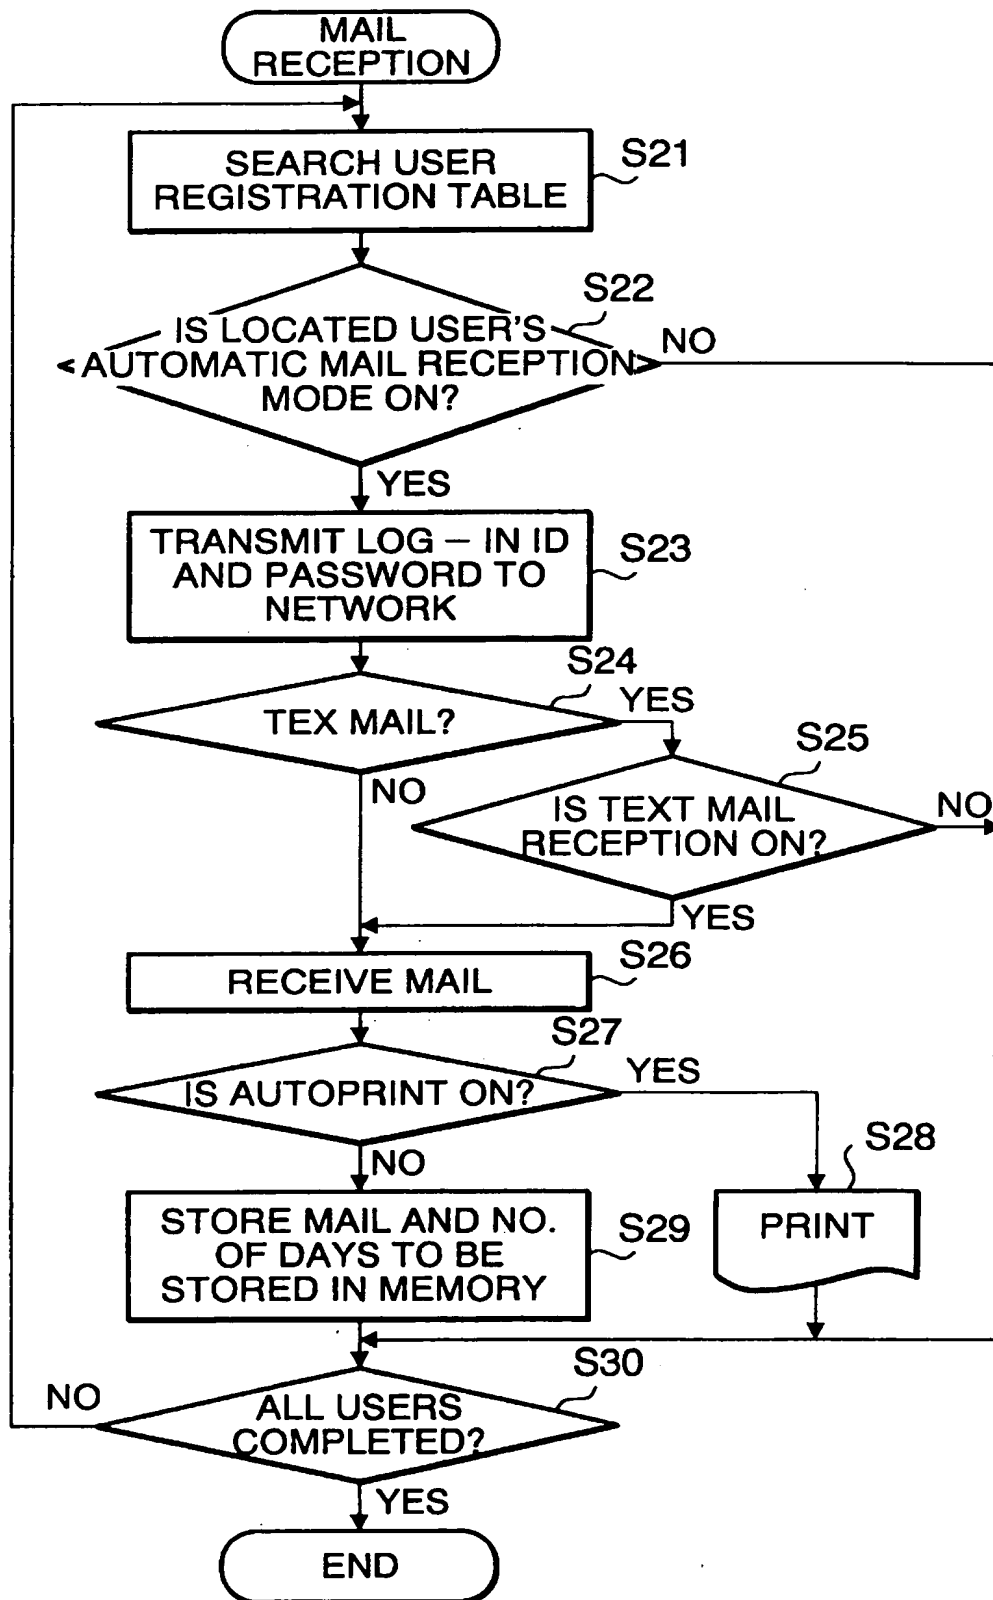 MAIL
RECEPTION
SEARCH USER
REGISTRATION TABLE
S21
S22
IS LOCATED USER'S
AUTOMATIC MAIL RECEPTION
MODE ON?
NO
YES
TRANSMIT LOG – IN ID
AND PASSWORD TO
NETWORK
S23
S24
TEX MAIL?
YES
NO
S25
IS TEXT MAIL
RECEPTION ON?
NO
YES
S26
RECEIVE MAIL
S27
IS AUTOPRINT ON?
YES
NO
S28
PRINT
STORE MAIL AND NO.
OF DAYS TO BE
STORED IN MEMORY
S29
S30
NO
ALL USERS
COMPLETED?
YES
END